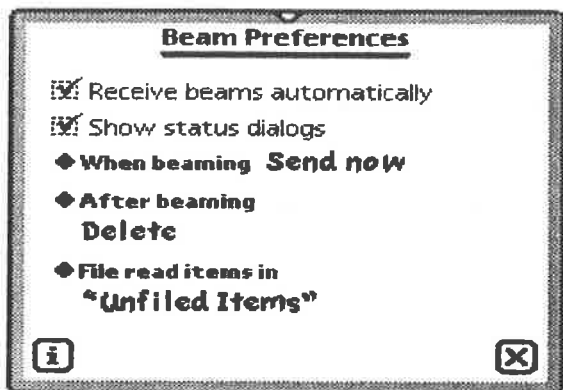 Beam Preferences
Receive beams automatically
Show status dialogs
When beaming Send now
After beaming
Delete
File read items in
"Unfiled Items"
i